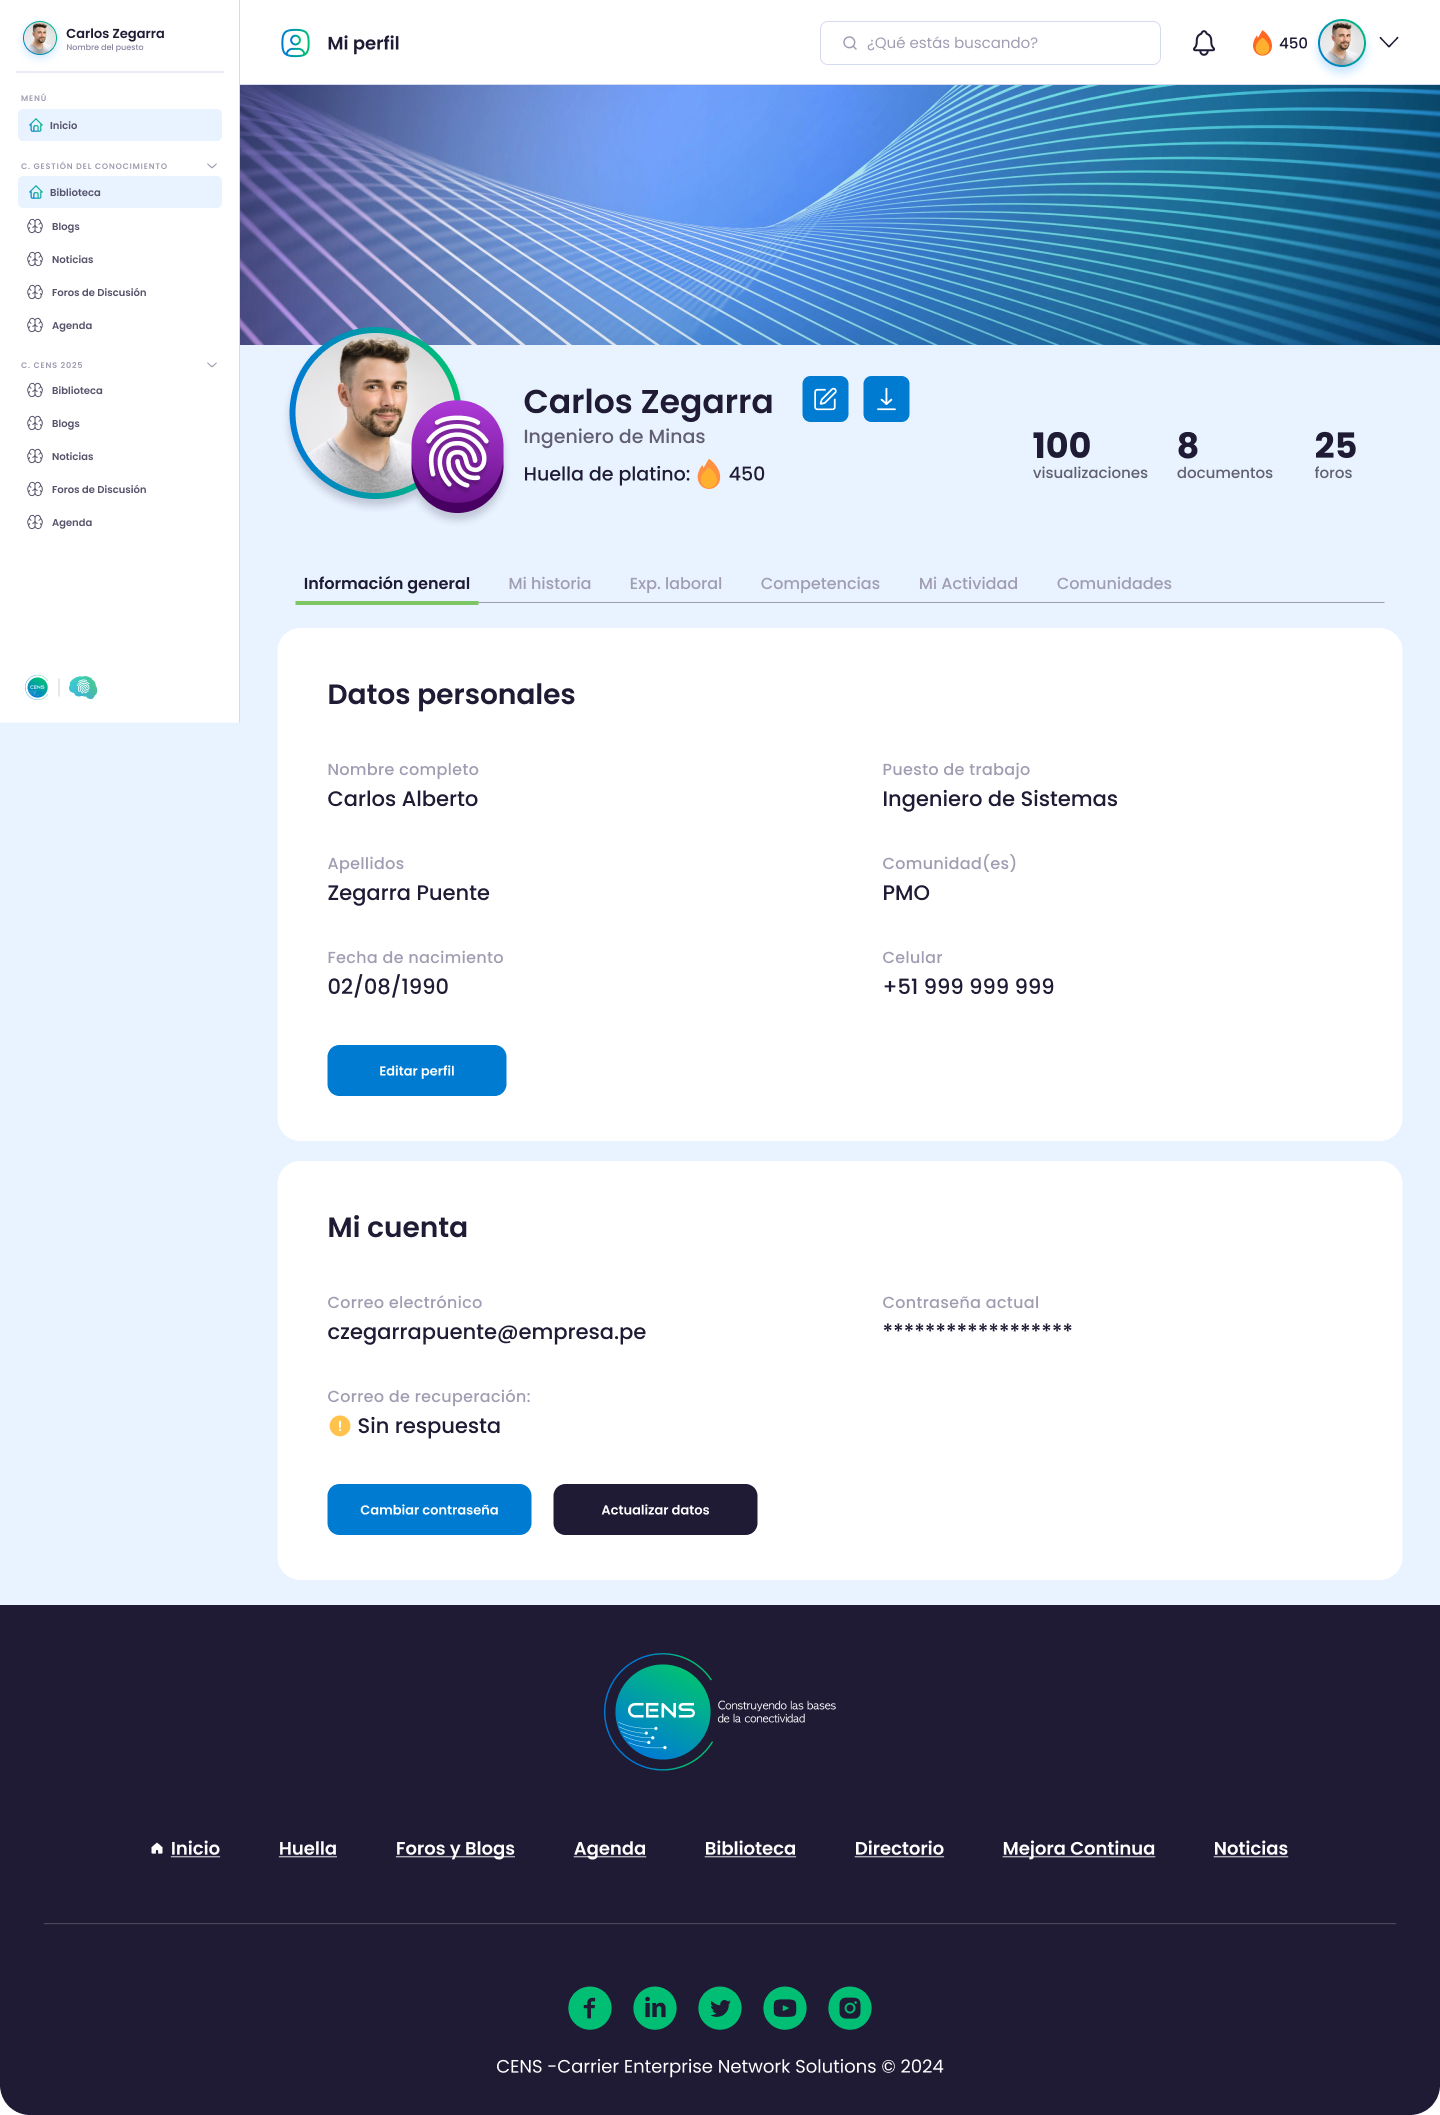 Carlos Zegarra
Nombre del puesto
MENÚ
Inicio
C. GESTIÓN DEL CONOCIMIENTO
Biblioteca
Blogs
Noticias
Foros de Discusión
Agenda
C. CENS 2025
Biblioteca
Blogs
Noticias
Foros de Discusión
Agenda
CENS
Mi perfil
¿Qué estás buscando?
450
Carlos Zegarra
Ingeniero de Minas
Huella de platino: 450
100
visualizaciones
8
documentos
25
foros
Información general
Mi historia
Exp. laboral
Competencias
Mi Actividad
Comunidades
Datos personales
Nombre completo
Carlos Alberto
Puesto de trabajo
Ingeniero de Sistemas
Apellidos
Zegarra Puente
Comunidad(es)
PMO
Fecha de nacimiento
02/08/1990
Celular
+51 999 999 999
Editar perfil
Mi cuenta
Correo electrónico
czegarrapuente@empresa.pe
Contraseña actual
******************
Correo de recuperación:
Sin respuesta
Cambiar contraseña
Actualizar datos
CENS
Construyendo las bases
de la conectividad
Inicio
Huella
Foros y Blogs
Agenda
Biblioteca
Directorio
Mejora Continua
Noticias
CENS -Carrier Enterprise Network Solutions © 2024